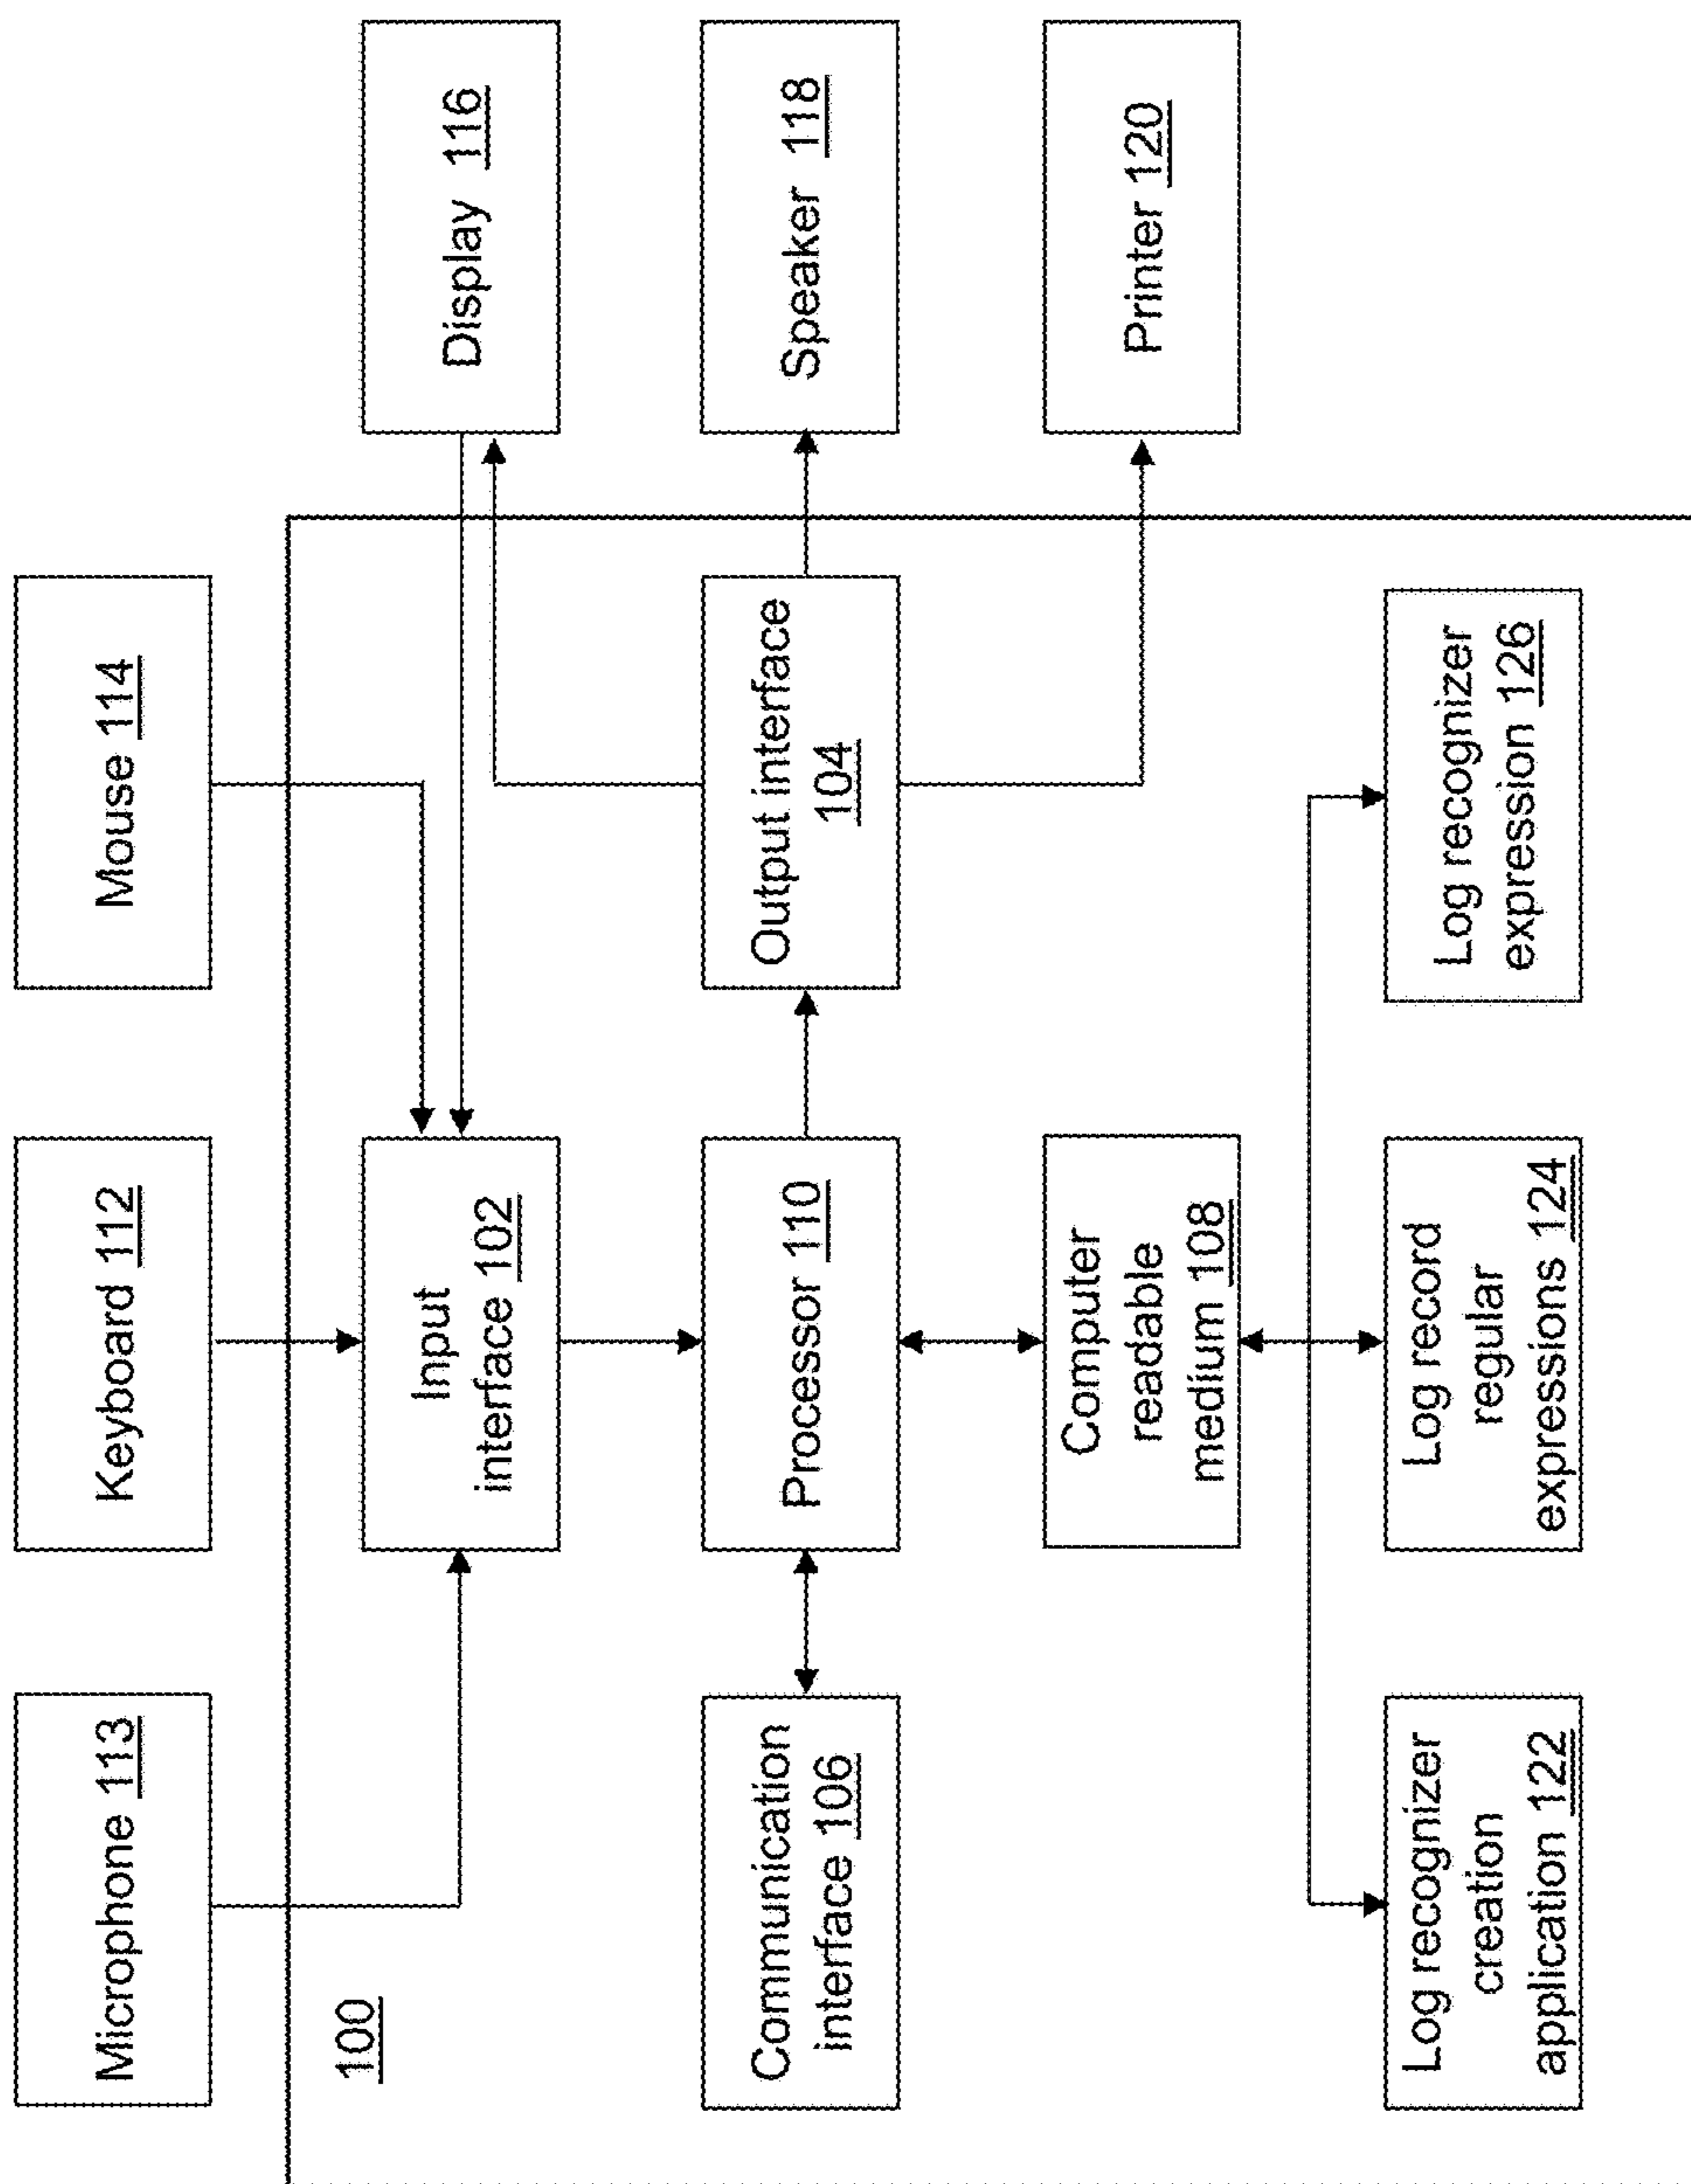 Microphone 113
Keyboard 112
Mouse 114
100
Input
interface 102
Display 116
Communication
interface 106
Processor 110
Output interface
104
Speaker 118
Computer
readable
medium 108
Printer 120
Log recognizer
creation
application 122
Log record
regular
expressions 124
Log recognizer
expression 126